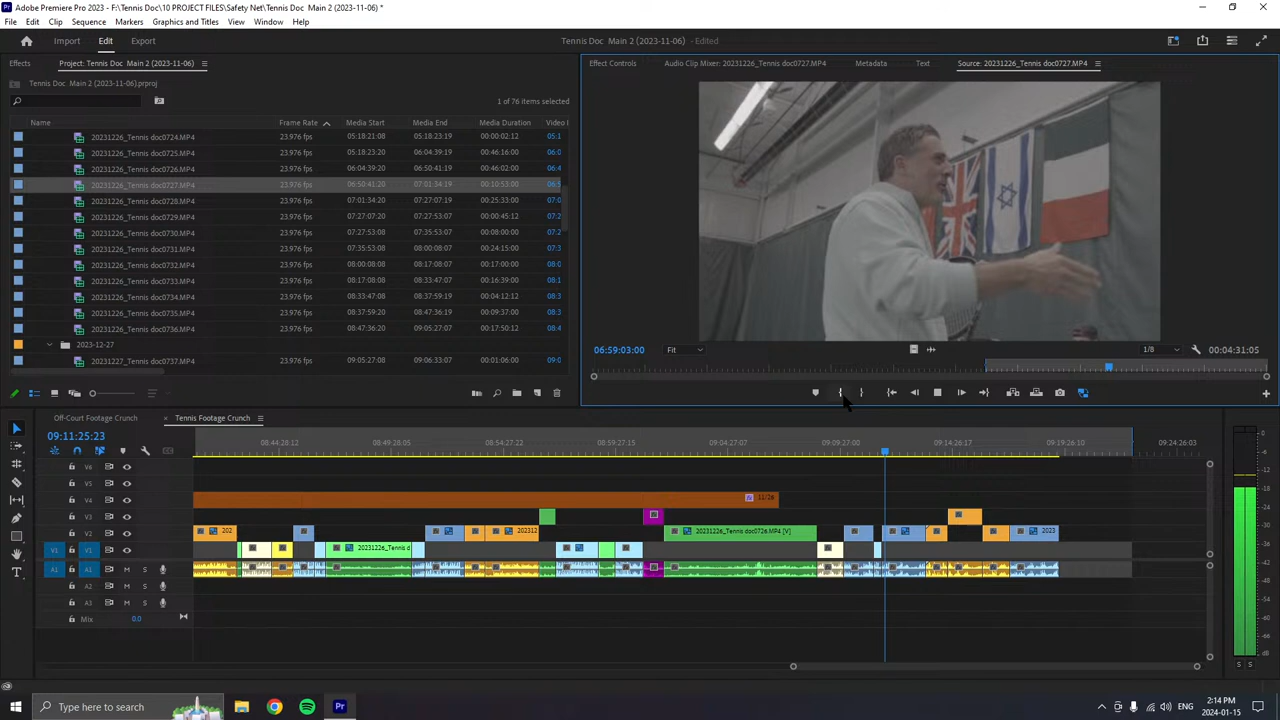 Adobe Premiere Pro 2023 - F:\Tennis Doc\10 PROJECT FILES\Safety Net\Tennis Doc  Main 2 (2023-11-06) *
File Edit Clip Sequence Markers Graphics and Titles View Window Help
Import Edit Export Tennis Doc  Main 2 (2023-11-06) - Edited
Effects Project: Tennis Doc  Main 2 (2023-11-06) Effect Controls Audio Clip Mixer: 20231226_Tennis doc0727.MP4 Metadata Text Source: 20231226_Tennis doc0727.MP4
Tennis Doc  Main 2 (2023-11-06).prproj
1 of 76 items selected
Name Frame Rate Media Start Media End Media Duration Video I
20231226_Tennis doc0724.MP4 23.976 fps 05:18:21:08 05:18:23:19 00:00:02:12 05:1
20231226_Tennis doc0725.MP4 23.976 fps 05:18:23:20 06:04:39:19 00:46:16:00 06:0
20231226_Tennis doc0726.MP4 23.976 fps 06:04:39:20 06:50:41:19 00:46:02:00 06:4
20231226_Tennis doc0727.MP4 23.976 fps 06:50:41:20 07:01:34:19 00:10:53:00 06:5
20231226_Tennis doc0728.MP4 23.976 fps 07:01:34:20 07:27:07:19 00:25:33:00 07:0
20231226_Tennis doc0729.MP4 23.976 fps 07:27:07:20 07:27:53:07 00:00:45:12 07:2
20231226_Tennis doc0730.MP4 23.976 fps 07:27:53:08 07:35:53:07 00:08:00:00 07:2
20231226_Tennis doc0731.MP4 23.976 fps 07:35:53:08 08:00:08:07 00:24:15:00 07:3
20231226_Tennis doc0732.MP4 23.976 fps 08:00:08:08 08:17:08:07 00:17:00:00 08:0
20231226_Tennis doc0733.MP4 23.976 fps 08:17:08:08 08:33:47:07 00:16:39:00 08:1
20231226_Tennis doc0734.MP4 23.976 fps 08:33:47:08 08:37:59:19 00:04:12:12 08:3
20231226_Tennis doc0735.MP4 23.976 fps 08:37:59:20 08:47:36:19 00:09:37:00 08:4
20231226_Tennis doc0736.MP4 23.976 fps 08:47:36:20 09:05:27:07 00:17:50:12 08:4
2023-12-27
20231227_Tennis doc0737.MP4 23.976 fps 09:05:27:08 09:06:33:07 00:01:06:00 09:0
06:59:03:00 Fit 1/8 00:04:31:05
Off-Court Footage Crunch × Tennis Footage Crunch
09:11:25:23
08:44:28:12 08:49:28:05 08:54:27:22 08:59:27:15 09:04:27:07 09:09:27:00 09:14:26:17 09:19:26:10 09:24:26:03
V6
V5
V4 11/26
V3
V2 202 202312 20231226_Tennis doc0726.MP4 [V] 2023
V1 V1 20231226_Tennis d
A1 A1 M S
A2 M S
A3 M S
Mix 0.0
0
-4
-8
-12
-16
-20
-24
-28
-32
-36
-40
-44
-48
-52
-56
dB
S S
Type here to search
Pr
ENG
2:14 PM
2024-01-15